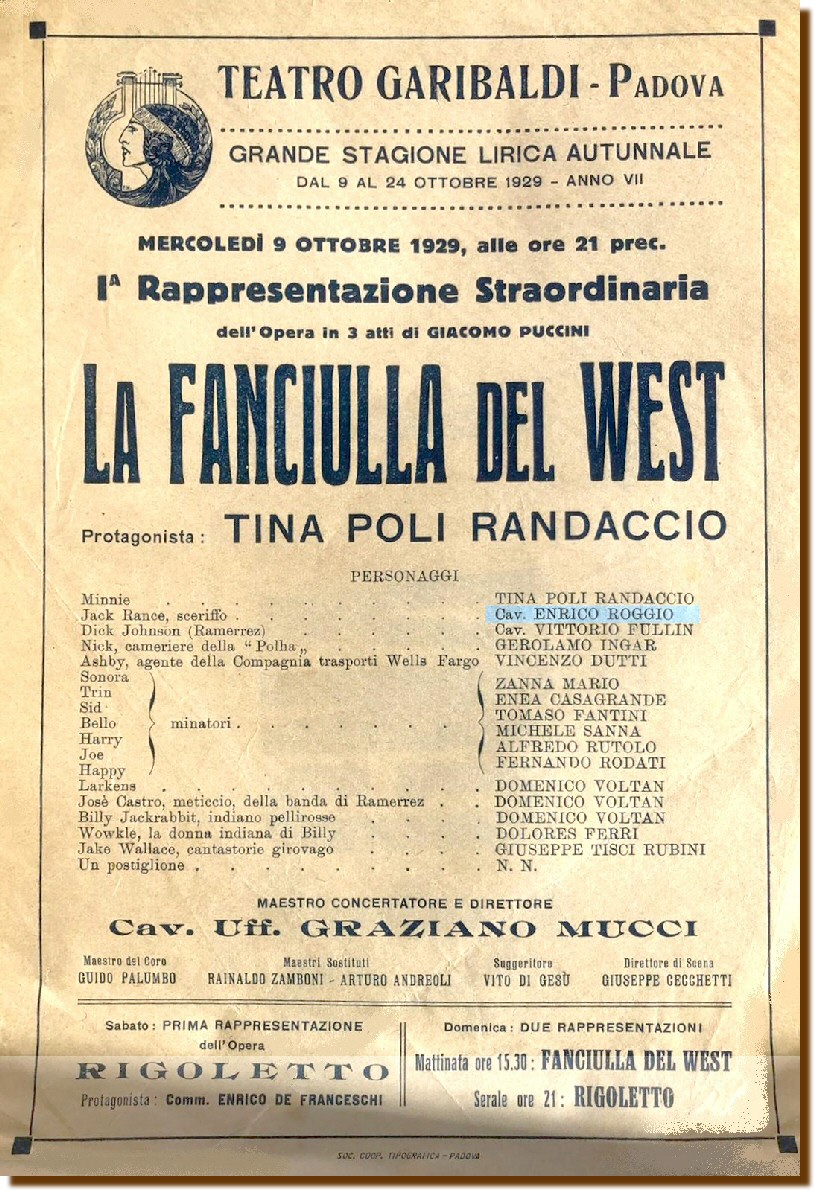 TEATRO GARIBALDI - PADOVA
GRANDE STAGIONE LIRICA AUTUNNALE
DAL 9 AL 24 OTTOBRE 1929 - ANNO VII
MERCOLEDÌ 9 OTTOBRE 1929, alle ore 21 prec.
Iᴬ Rappresentazione Straordinaria
dell'Opera in 3 atti di GIACOMO PUCCINI
LA FANCIULLA DEL WEST
Protagonista : TINA POLI RANDACCIO
PERSONAGGI
Minnie . . . . . . . . . . TINA POLI RANDACCIO
Jack Rance, sceriffo . . . . . . . . Cav. ENRICO ROGGIO
Dick Johnson (Ramerrez) . . . . . . Cav. VITTORIO FULLIN
Nick, cameriere della "Polka„ . . . . . GEROLAMO INGAR
Ashby, agente della Compagnia trasporti Wells Fargo VINCENZO DUTTI
Sonora
Trin
Sid
Bello
Harry
Joe
Happy
minatori . . . . . . .
ZANNA MARIO
ENEA CASAGRANDE
TOMASO FANTINI
MICHELE SANNA
ALFREDO RUTOLO
FERNANDO RODATI
Larkens . . . . . . . . . . DOMENICO VOLTAN
Josè Castro, meticcio, della banda di Ramerrez . . DOMENICO VOLTAN
Billy Jackrabbit, indiano pellirosse . . . . DOMENICO VOLTAN
Wowkle, la donna indiana di Billy . . . . DOLORES FERRI
Jake Wallace, cantastorie girovago . . . . GIUSEPPE TISCI RUBINI
Un postiglione . . . . . . . . . N. N.
MAESTRO CONCERTATORE E DIRETTORE
Cav. Uff. GRAZIANO MUCCI
Maestro del Coro
GUIDO PALUMBO
Maestri Sostituti
RAINALDO ZAMBONI - ARTURO ANDREOLI
Suggeritore
VITO DI GESÙ
Direttore di Scena
GIUSEPPE CECCHETTI
Sabato : PRIMA RAPPRESENTAZIONE
dell'Opera
RIGOLETTO
Protagonista : Comm. ENRICO DE FRANCESCHI
Domenica : DUE RAPPRESENTAZIONI
Mattinata ore 15.30 : FANCIULLA DEL WEST
Serale ore 21 : RIGOLETTO
SOC. COOP. TIPOGRAFICA - PADOVA